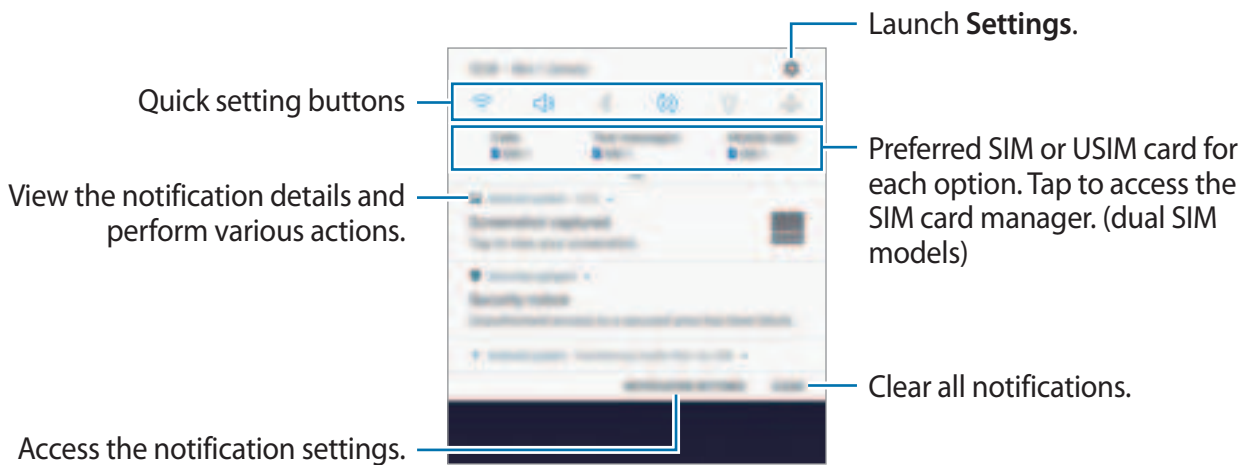 Launch Settings.
Quick setting buttons
Preferred SIM or USIM card for
each option. Tap to access the
SIM card manager. (dual SIM
models)
View the notification details and
perform various actions.
Screenshot captured
Clear all notifications.
Access the notification settings.